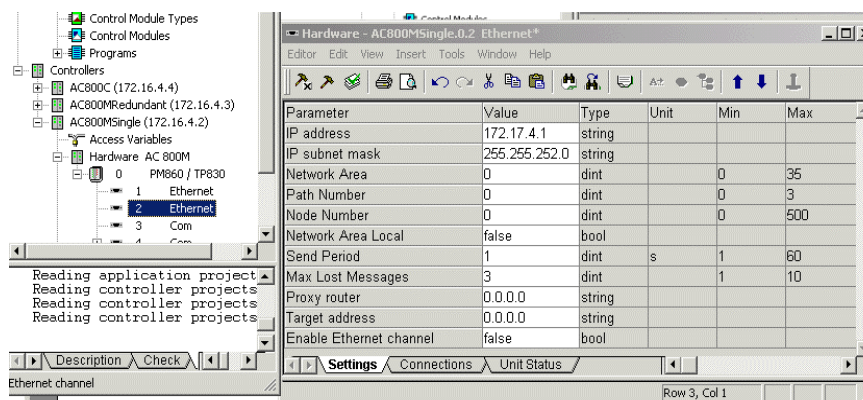 Control Module Types
Control Modules
Programs
Controllers
AC800C (172.16.4.4)
AC800MRedundant (172.16.4.3)
AC800MSingle (172.16.4.2)
Access Variables
Hardware AC 800M
0 PM860 / TP830
1 Ethernet
2 Ethernet
3 Com
4 Com
Reading application project
Reading controller projects
Reading controller projects
Reading controller projects
Description Check
Ethernet channel
Control Modules
Hardware - AC800MSingle.0.2 Ethernet*
Editor Edit View Insert Tools Window Help
Parameter Value Type Unit Min Max
IP address 172.17.4.1 string
IP subnet mask 255.255.252.0 string
Network Area 0 dint 0 35
Path Number 0 dint 0 3
Node Number 0 dint 0 500
Network Area Local false bool
Send Period 1 dint s 1 60
Max Lost Messages 3 dint 1 10
Proxy router 0.0.0.0 string
Target address 0.0.0.0 string
Enable Ethernet channel false bool
Settings Connections Unit Status
Row 3, Col 1